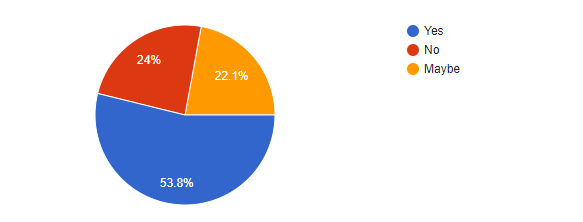 Yes
No
Maybe
24%
22.1%
53.8%